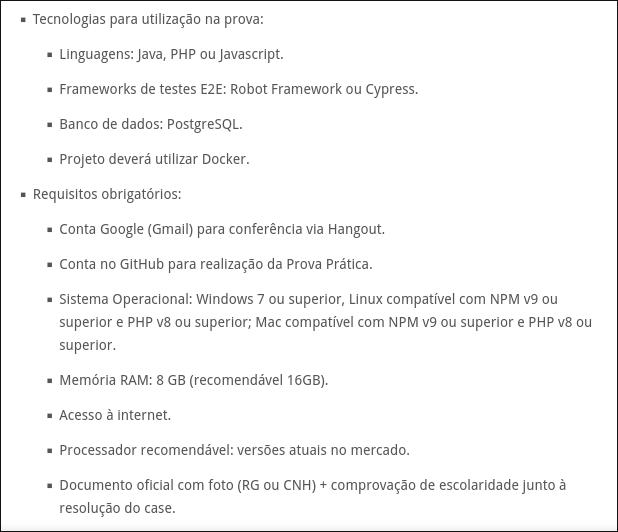 ▪ Tecnologias para utilização na prova:
▪ Linguagens: Java, PHP ou Javascript.
▪ Frameworks de testes E2E: Robot Framework ou Cypress.
▪ Banco de dados: PostgreSQL.
▪ Projeto deverá utilizar Docker.
▪ Requisitos obrigatórios:
▪ Conta Google (Gmail) para conferência via Hangout.
▪ Conta no GitHub para realização da Prova Prática.
▪ Sistema Operacional: Windows 7 ou superior, Linux compatível com NPM v9 ou
superior e PHP v8 ou superior; Mac compatível com NPM v9 ou superior e PHP v8 ou
superior.
▪ Memória RAM: 8 GB (recomendável 16GB).
▪ Acesso à internet.
▪ Processador recomendável: versões atuais no mercado.
▪ Documento oficial com foto (RG ou CNH) + comprovação de escolaridade junto à
resolução do case.